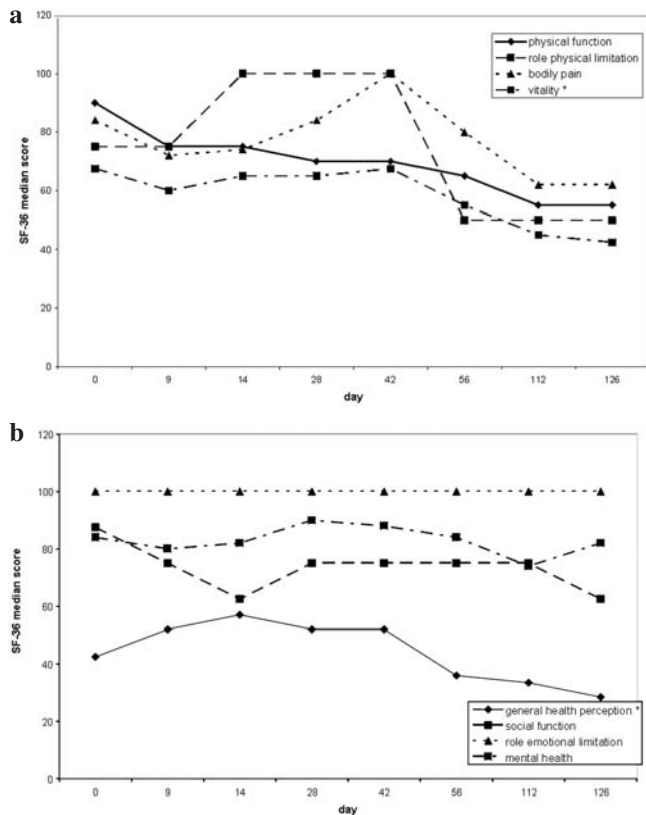 a
120
physical function
role physical limitation
bodily pain
vitality *
100
80
60
40
20
0
SF-36 median score
0 9 14 28 42 56 112 126
day
b
120
100
80
60
40
20
0
SF-36 median score
general health perception *
social function
role emotional limitation
mental health
0 9 14 28 42 56 112 126
day